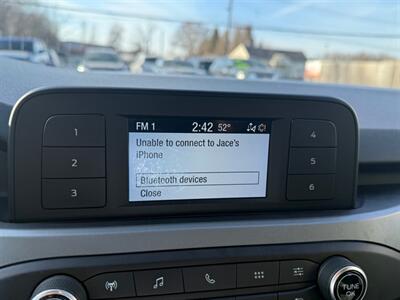 FM 1 2:42 52°
1
2
3
Unable to connect to Jace's
iPhone
Bluetooth devices
Close
4
5
6
TUNE
OK